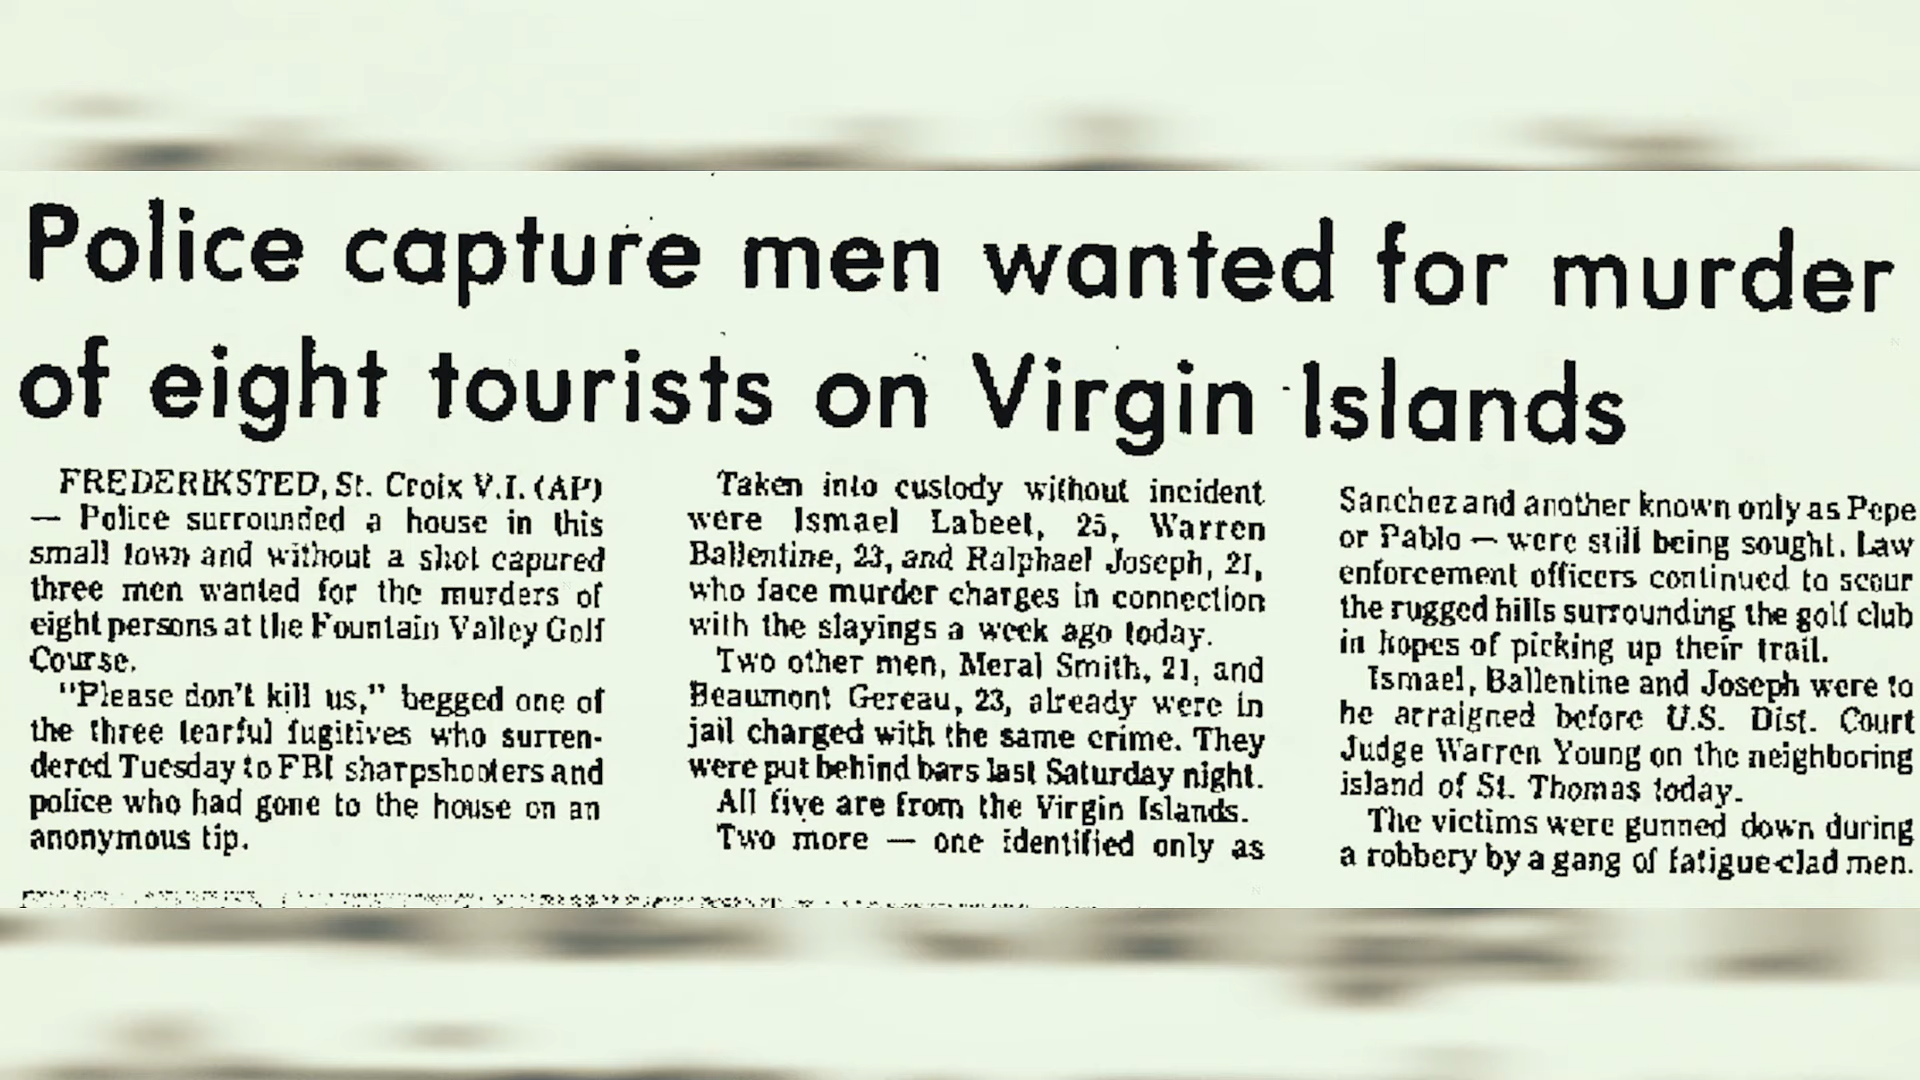 Police capture men wanted for murder
of eight tourists on Virgin Islands
FREDERIKSTED, St. Croix V.I. (AP)
— Police surrounded a house in this
small town and without a shot capured
three men wanted for the murders of
eight persons at the Fountain Valley Golf
Course.
"Please don't kill us," begged one of
the three tearful fugitives who surren-
dered Tuesday to FBI sharpshooters and
police who had gone to the house on an
anonymous tip.
Taken into custody without incident
were Ismael Labeet, 25, Warren
Ballentine, 23, and Ralphael Joseph, 21,
who face murder charges in connection
with the slayings a week ago today.
Two other men, Meral Smith, 21, and
Beaumont Gereau, 23, already were in
jail charged with the same crime. They
were put behind bars last Saturday night.
All five are from the Virgin Islands.
Two more — one identified only as
Sanchez and another known only as Pepe
or Pablo — were still being sought. Law
enforcement officers continued to scour
the rugged hills surrounding the golf club
in hopes of picking up their trail.
Ismael, Ballentine and Joseph were to
be arraigned before U.S. Dist. Court
Judge Warren Young on the neighboring
island of St. Thomas today.
The victims were gunned down during
a robbery by a gang of fatigue-clad men.